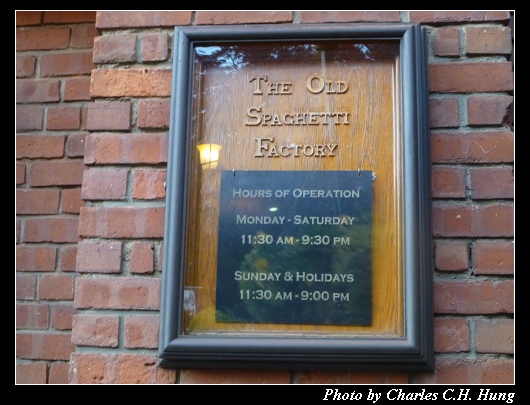 The Old
Spaghetti
Factory
Hours of Operation
Monday - Saturday
11:30 am - 9:30 pm
Sunday & Holidays
11:30 am - 9:00 pm
Photo by Charles C.H. Hung